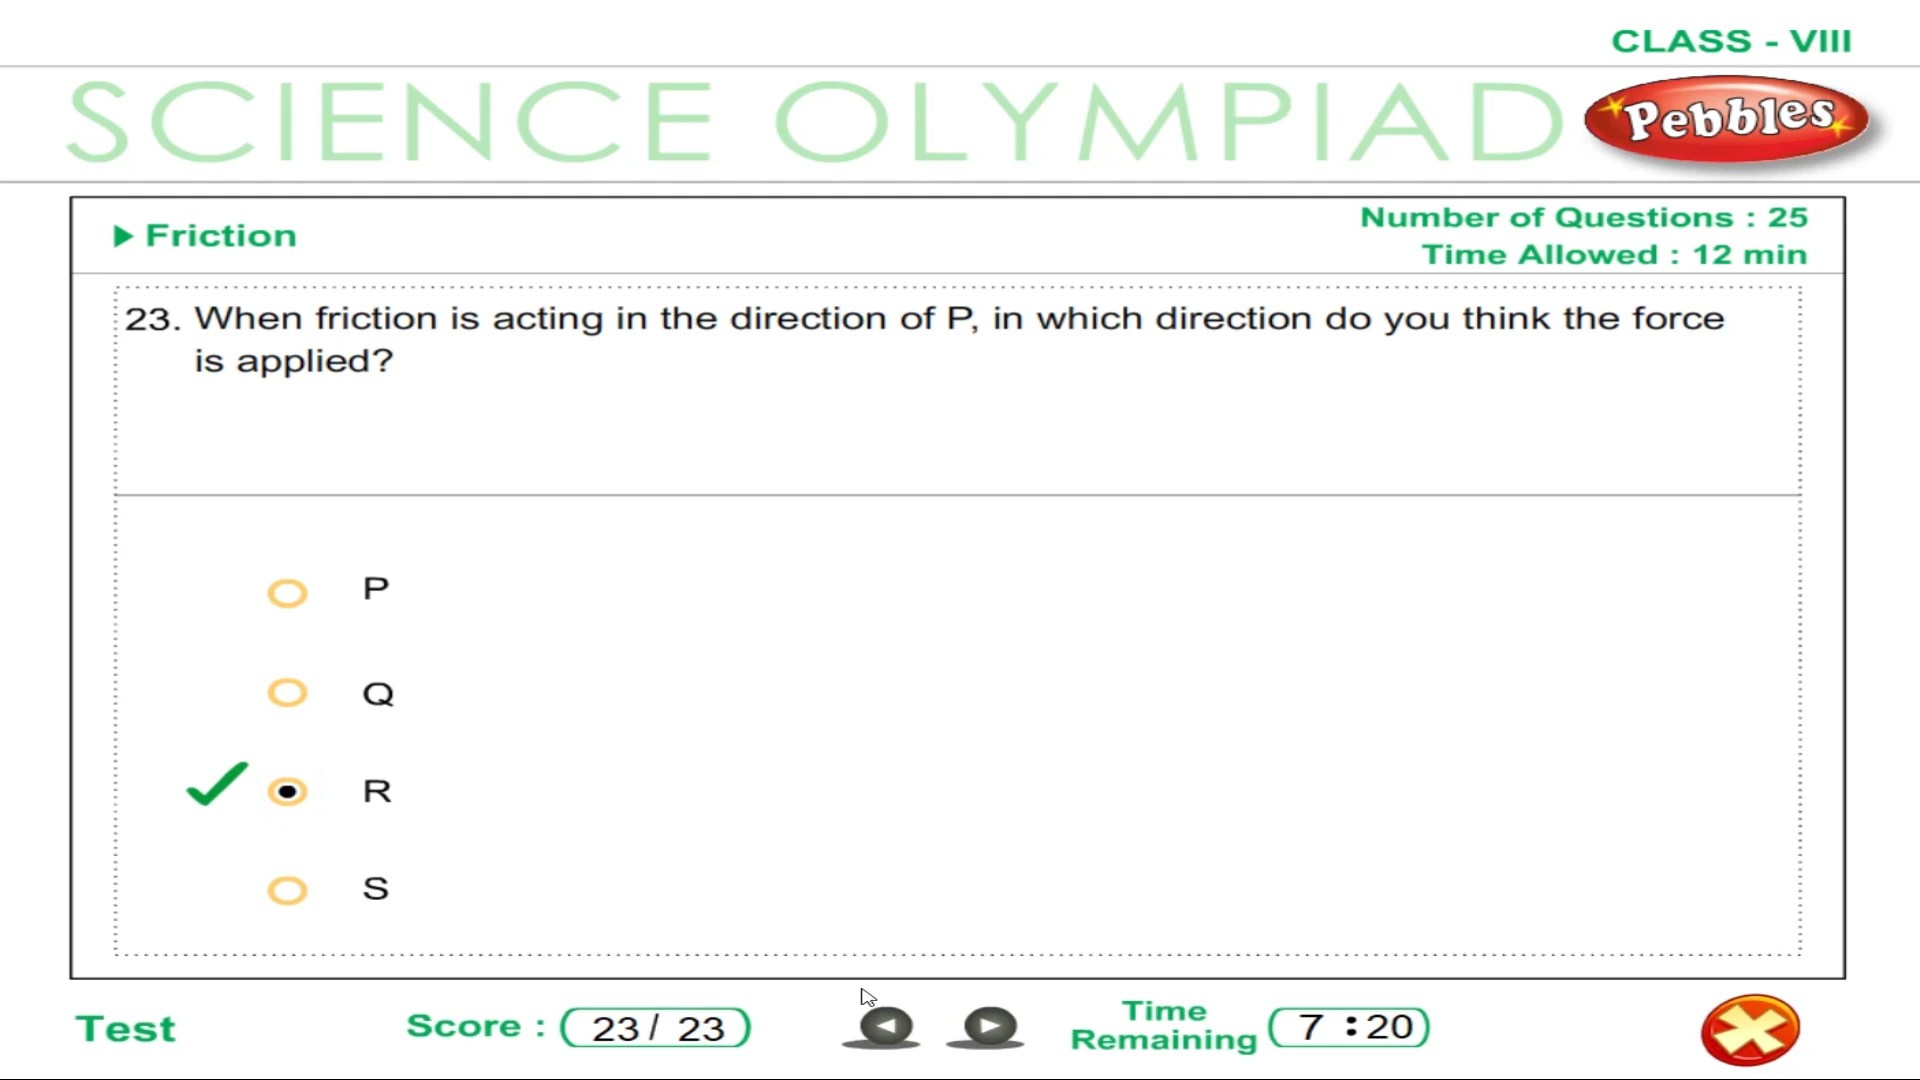 CLASS - VIII
SCIENCE OLYMPIAD
Pebbles
Friction
Number of Questions : 25
Time Allowed : 12 min
23. When friction is acting in the direction of P, in which direction do you think the force
is applied?
P
Q
R
S
Test
Score : 23 / 23
Time
Remaining
7 : 20